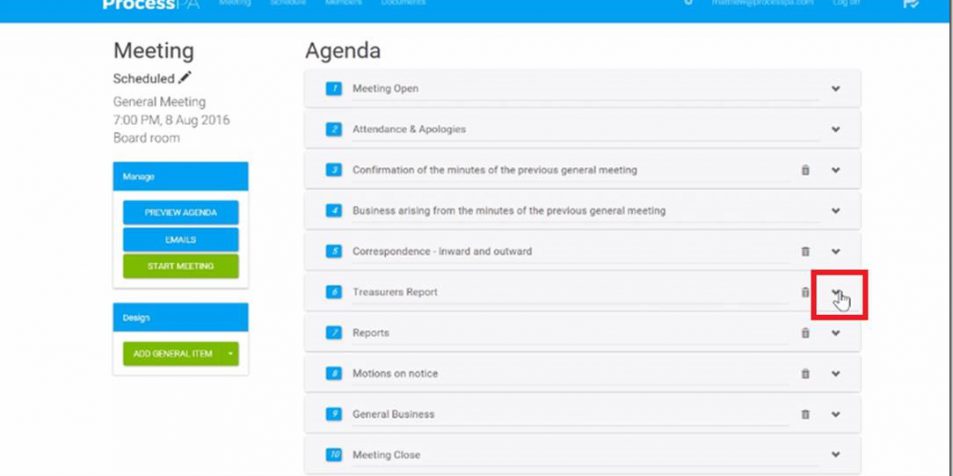 ProcessPA Meeting Schedule Members Documents matthew@processpa.com Log off
Meeting
Scheduled
General Meeting
7:00 PM, 8 Aug 2016
Board room
Manage
PREVIEW AGENDA
EMAILS
START MEETING
Design
ADD GENERAL ITEM
Agenda
1 Meeting Open
2 Attendance & Apologies
3 Confirmation of the minutes of the previous general meeting
4 Business arising from the minutes of the previous general meeting
5 Correspondence - inward and outward
6 Treasurers Report
7 Reports
8 Motions on notice
9 General Business
10 Meeting Close